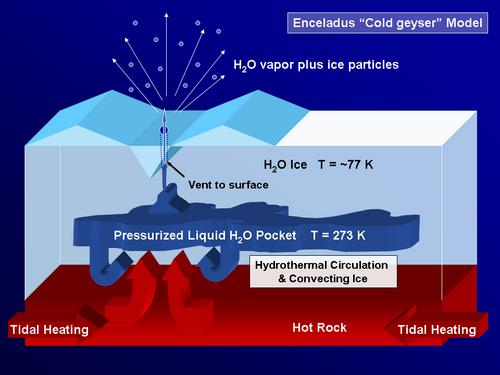 Enceladus “Cold geyser” Model
H₂O vapor plus ice particles
H₂O Ice T = ~77 K
Vent to surface
Pressurized Liquid H₂O Pocket T = 273 K
Hydrothermal Circulation
& Convecting Ice
Tidal Heating
Hot Rock
Tidal Heating